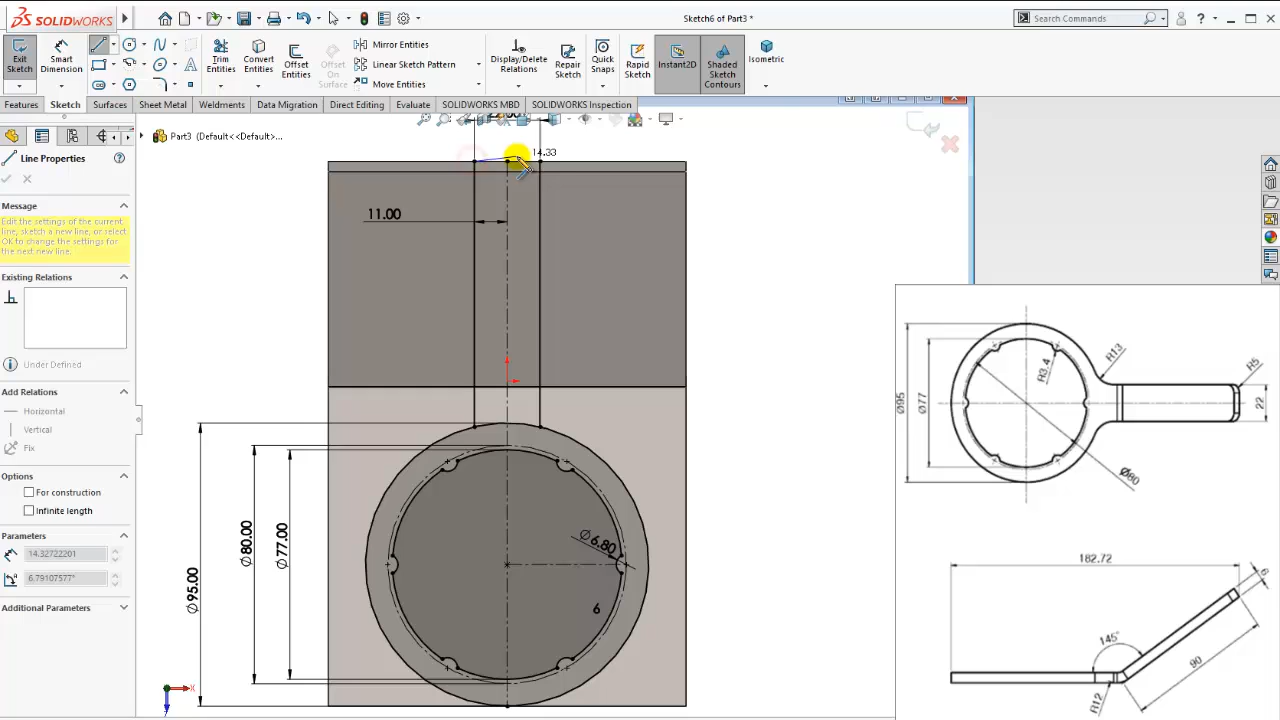 SOLIDWORKS
Sketch6 of Part3 *
Search Commands
Exit Sketch
Smart Dimension
Trim Entities
Convert Entities
Offset Entities
Offset On Surface
Mirror Entities
Linear Sketch Pattern
Move Entities
Display/Delete Relations
Repair Sketch
Quick Snaps
Rapid Sketch
Instant2D
Shaded Sketch Contours
Isometric
Features
Sketch
Surfaces
Sheet Metal
Weldments
Data Migration
Direct Editing
Evaluate
SOLIDWORKS MBD
SOLIDWORKS Inspection
Part3 (Default<<Default>...
Line Properties
Message
Edit the settings of the current
line, sketch a new line, or select
OK to change the settings for
the next new line.
Existing Relations
Under Defined
Add Relations
Horizontal
Vertical
Fix
Options
For construction
Infinite length
Parameters
14.32722201
6.79107577°
Additional Parameters
14.33
11.00
Ø95.00
Ø80.00
Ø77.00
Ø6.80
6
Ø95
Ø77
R3.4
R13
R5
22
Ø80
182.72
6
145°
90
R12